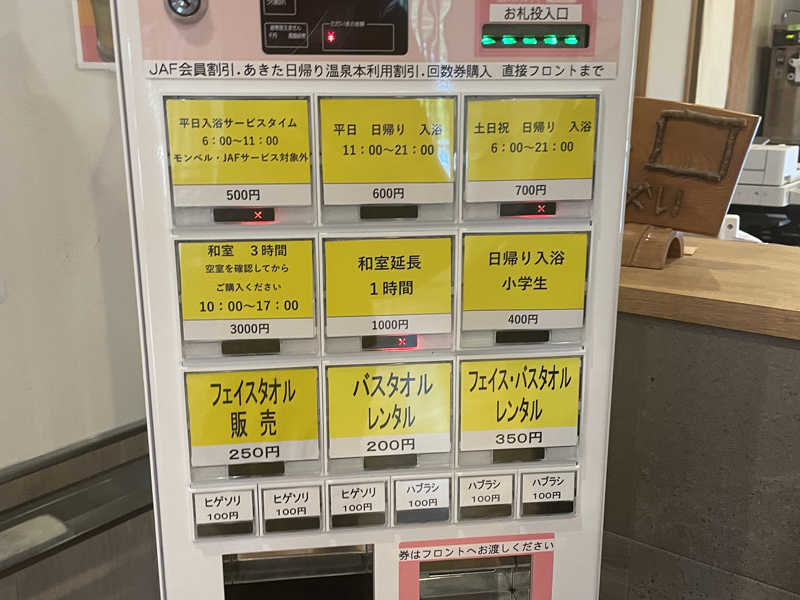 お札投入口
JAF会員割引．あきた日帰り温泉本利用割引．回数券購入　直接フロントまで
平日入浴サービスタイム
6：00～11：00
モンベル・JAFサービス対象外
500円
平日　日帰り　入浴
11：00～21：00
600円
土日祝　日帰り　入浴
6：00～21：00
700円
和室　３時間
空室を確認してから
ご購入ください
10：00～17：00
3000円
和室延長
１時間
1000円
日帰り入浴
小学生
400円
フェイスタオル
販売
250円
バスタオル
レンタル
200円
フェイス・バスタオル
レンタル
350円
ヒゲソリ
100円
ヒゲソリ
100円
ヒゲソリ
100円
ハブラシ
100円
ハブラシ
100円
ハブラシ
100円
券はフロントへお渡しください